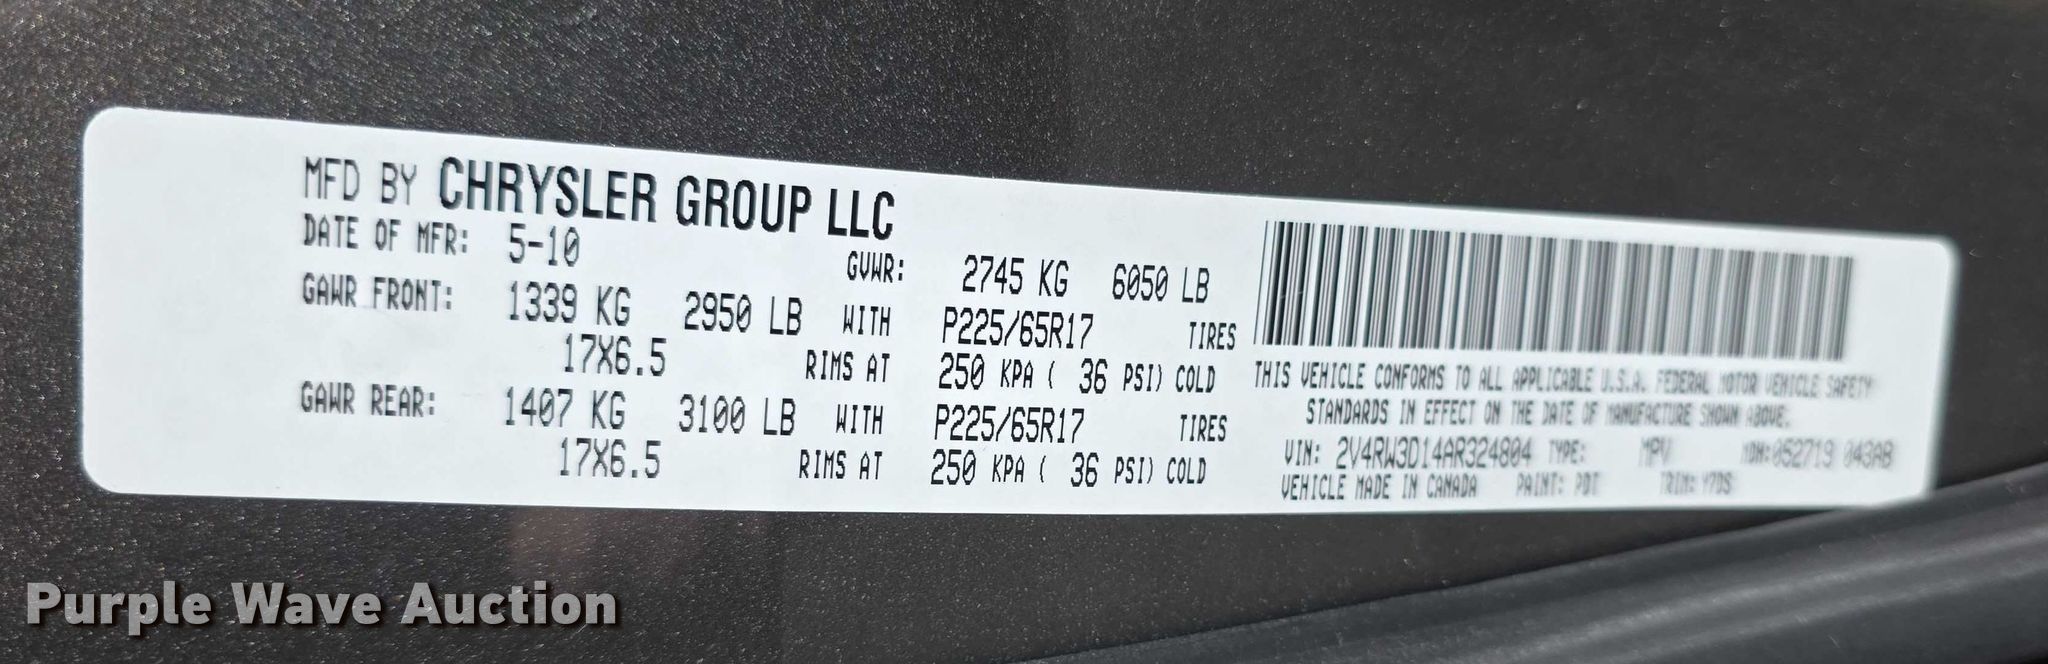 MFD BY CHRYSLER GROUP LLC
DATE OF MFR: 5-10 GVWR: 2745 KG 6050 LB
GAWR FRONT: 1339 KG 2950 LB WITH P225/65R17 TIRES
17X6.5 RIMS AT 250 KPA ( 36 PSI) COLD
GAWR REAR: 1407 KG 3100 LB WITH P225/65R17 TIRES
17X6.5 RIMS AT 250 KPA ( 36 PSI) COLD
THIS VEHICLE CONFORMS TO ALL APPLICABLE U.S.A. FEDERAL MOTOR VEHICLE SAFETY
STANDARDS IN EFFECT ON THE DATE OF MANUFACTURE SHOWN ABOVE.
VIN: 2V4RW3D14AR324804 TYPE: MPV MDH:052719 043AB
VEHICLE MADE IN CANADA PAINT: PDT TRIM:
Purple Wave Auction